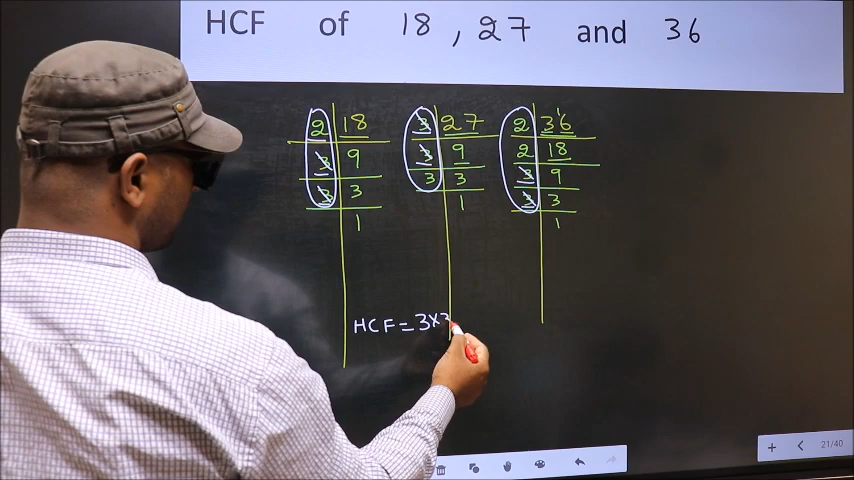 HCF of 18, 27 and 36
2 18 3 27 2 36
3 9 3 9 2 18
3 3 3 3 3 9
1 1 3 3
1
HCF = 3 × 3
21/40